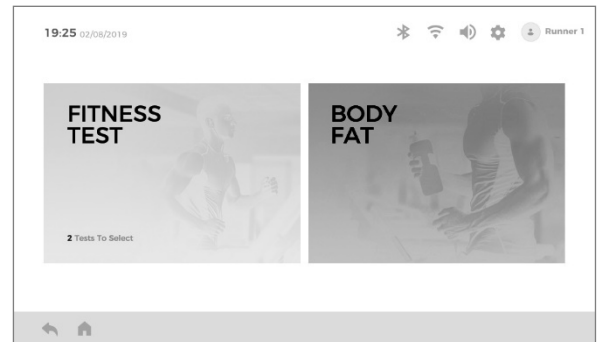 19:25 02/08/2019
Runner 1
FITNESS
TEST
2 Tests To Select
BODY
FAT